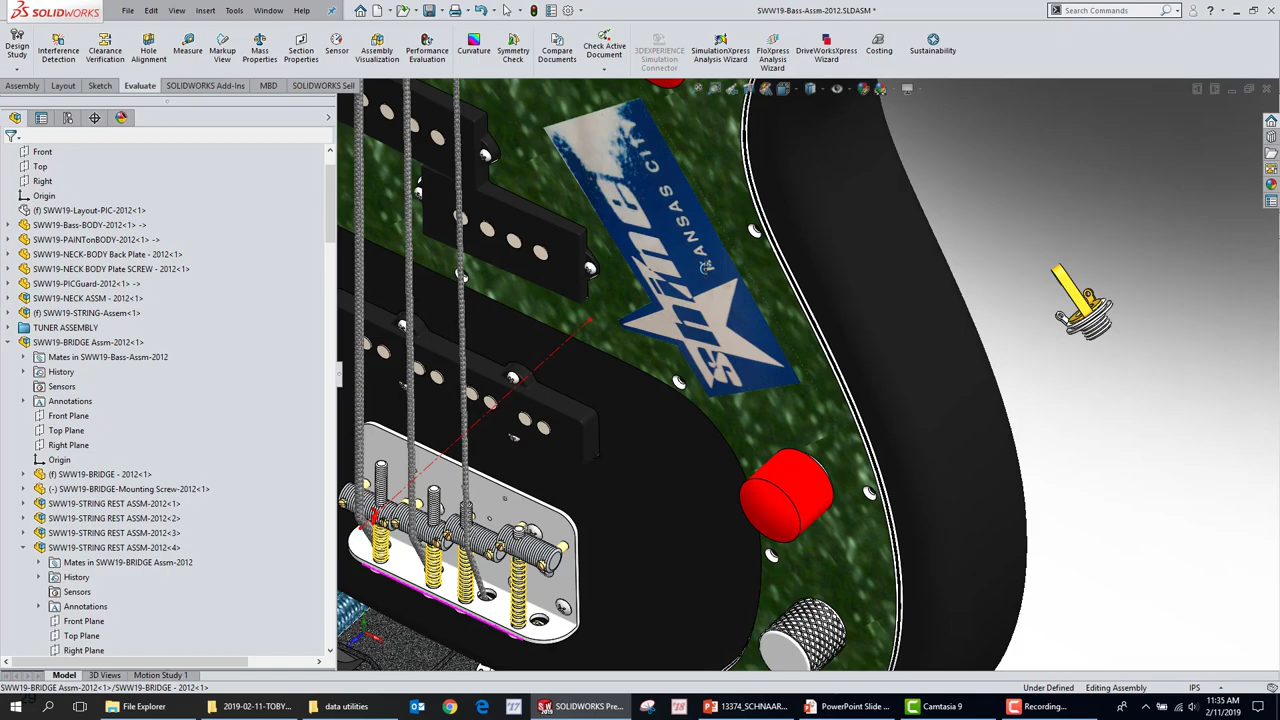 SOLIDWORKS
File Edit View Insert Tools Window Help
SWW19-Bass-Assm-2012.SLDASM *
Search Commands
Design Study
Interference Detection
Clearance Verification
Hole Alignment
Measure
Markup View
Mass Properties
Section Properties
Sensor
Assembly Visualization
Performance Evaluation
Curvature
Symmetry Check
Compare Documents
Check Active Document
3DEXPERIENCE Simulation Connector
SimulationXpress Analysis Wizard
FloXpress Analysis Wizard
DriveWorksXpress Wizard
Costing
Sustainability
Assembly Layout Sketch Evaluate SOLIDWORKS Add-Ins MBD SOLIDWORKS Sell
Front
Top
Right
Origin
(f) SWW19-Layout-PIC-2012<1>
SWW19-Bass-BODY-2012<1> ->
SWW19-PAINTonBODY-2012<1> ->
SWW19-NECK-BODY Back Plate - 2012<1>
SWW19-NECK-BODY Plate SCREW - 2012<1>
SWW19-PICGuard-2012<1> ->
SWW19-NECK ASSM - 2012<1>
(f) SWW19-STRING-Assem<1>
TUNER ASSEMBLY
SWW19-BRIDGE Assm-2012<1>
Mates in SWW19-Bass-Assm-2012
History
Sensors
Annotations
Front Plane
Top Plane
Right Plane
Origin
(f) SWW19-BRIDGE - 2012<1>
(-) SWW19-BRIDGE-Mounting Screw-2012<1>
SWW19-STRING REST ASSM-2012<1>
SWW19-STRING REST ASSM-2012<2>
SWW19-STRING REST ASSM-2012<3>
SWW19-STRING REST ASSM-2012<4>
Mates in SWW19-BRIDGE Assm-2012
History
Sensors
Annotations
Front Plane
Top Plane
Right Plane
KANSAS CIT
Model 3D Views Motion Study 1
SWW19-BRIDGE Assm-2012<1>/SWW19-BRIDGE - 2012<1>
Under Defined Editing Assembly IPS
File Explorer
2019-02-11-TOBY...
data utilities
'17
SOLIDWORKS Pre...
'18
13374_SCHNAAR...
PowerPoint Slide ...
Camtasia 9
Recording...
11:35 AM
2/11/2019